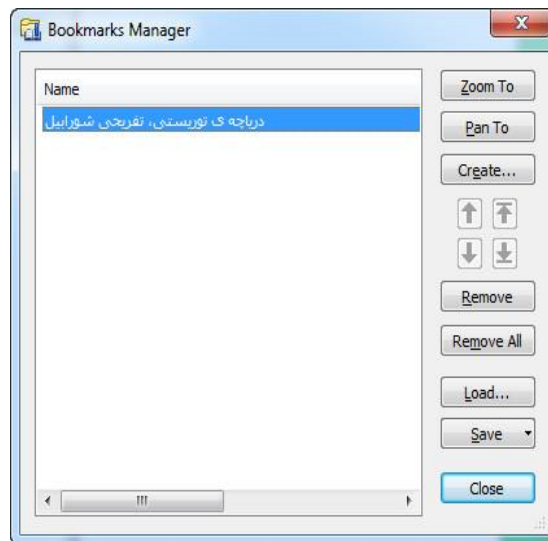 Bookmarks Manager
Name
دریاچه ی توریستی، تفریحی شورابیل
Zoom To
Pan To
Create...
Remove
Remove All
Load...
Save
Close